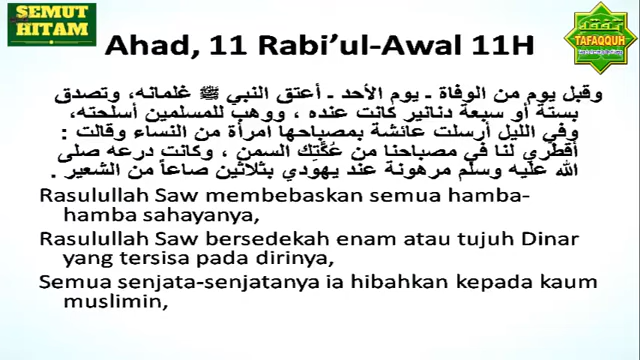 SEMUT
HITAM
TAFAQQUH
Ahad, 11 Rabi’ul-Awal 11H
وقبل يوم من الوفاة ـ يوم الأحد ـ أعتق النبي ﷺ غلمانه، وتصدق
بستة أو سبعة دنانير كانت عنده ، ووهب للمسلمين أسلحته،
وفي الليل أرسلت عائشة بمصباحها امرأة من النساء وقالت :
أقطري لنا في مصباحنا من عُكَّتِك السمن ، وكانت درعه صلى
الله عليه وسلم مرهونة عند يهودي بثلاثين صاعاً من الشعير .
Rasulullah Saw membebaskan semua hamba-
hamba sahayanya,
Rasulullah Saw bersedekah enam atau tujuh Dinar
yang tersisa pada dirinya,
Semua senjata-senjatanya ia hibahkan kepada kaum
muslimin,